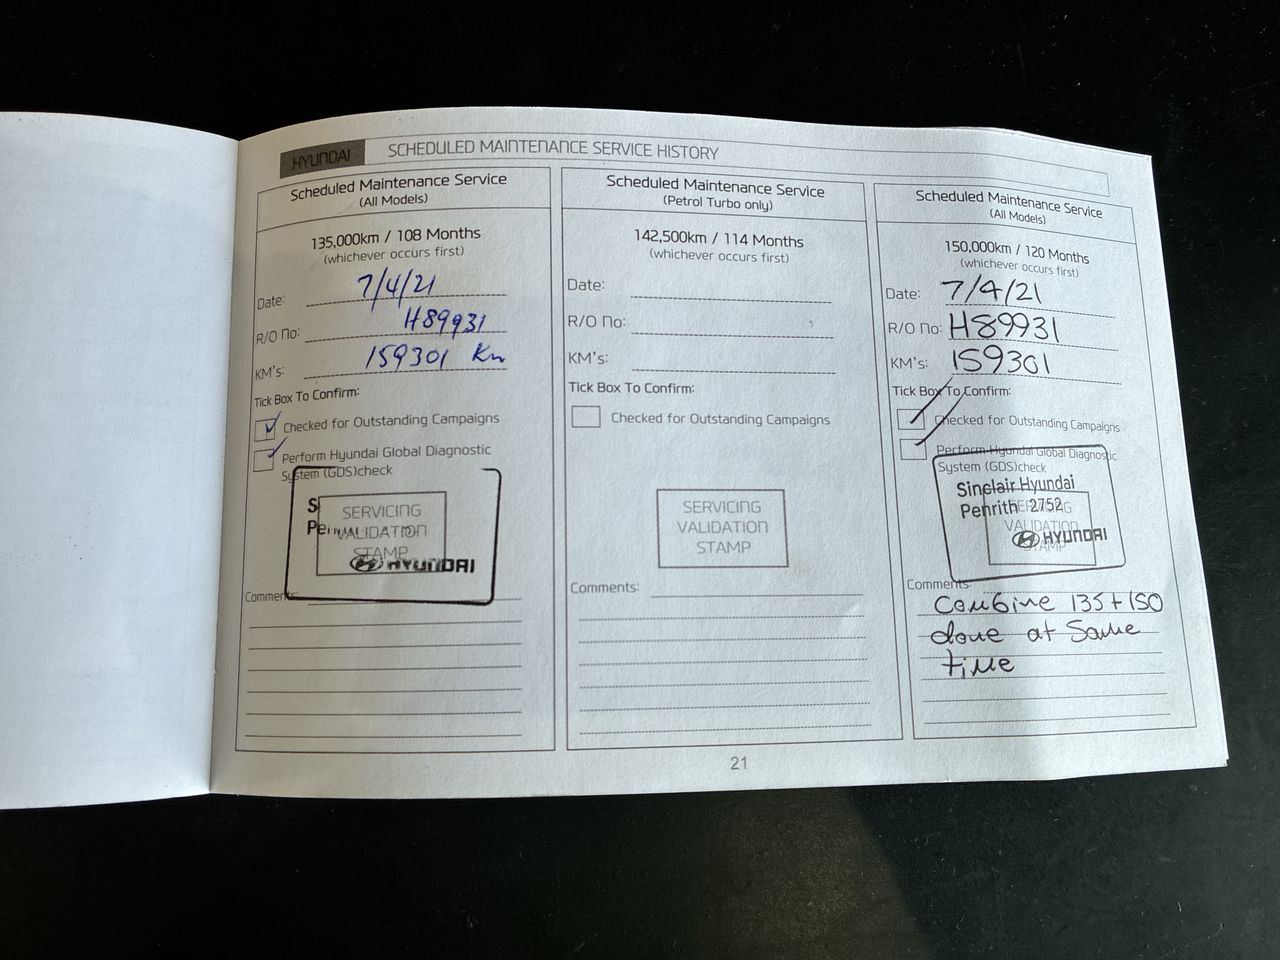 HYUNDAI SCHEDULED MAINTENANCE SERVICE HISTORY
Scheduled Maintenance Service
(All Models)
135,000km / 108 Months
(whichever occurs first)
Date: 7/4/21
R/O No: H89931
KM's: 159301 Km
Tick Box To Confirm:
Checked for Outstanding Campaigns
Perform Hyundai Global Diagnostic
System (GDS)check
SERVICING
VALIDATION
STAMP
HYUNDAI
Comments:
Scheduled Maintenance Service
(Petrol Turbo only)
142,500km / 114 Months
(whichever occurs first)
Date:
R/O No:
KM's:
Tick Box To Confirm:
Checked for Outstanding Campaigns
SERVICING
VALIDATION
STAMP
Comments:
Scheduled Maintenance Service
(All Models)
150,000km / 120 Months
(whichever occurs first)
Date: 7/4/21
R/O No: H89931
KM's: 159301
Tick Box To Confirm:
Checked for Outstanding Campaigns
Perform Hyundai Global Diagnostic
System (GDS)check
Sinclair Hyundai
Penrith 2752
SERVICING
VALIDATION
STAMP
HYUNDAI
Comments:
Combine 135 + 150
done at Same
time
21